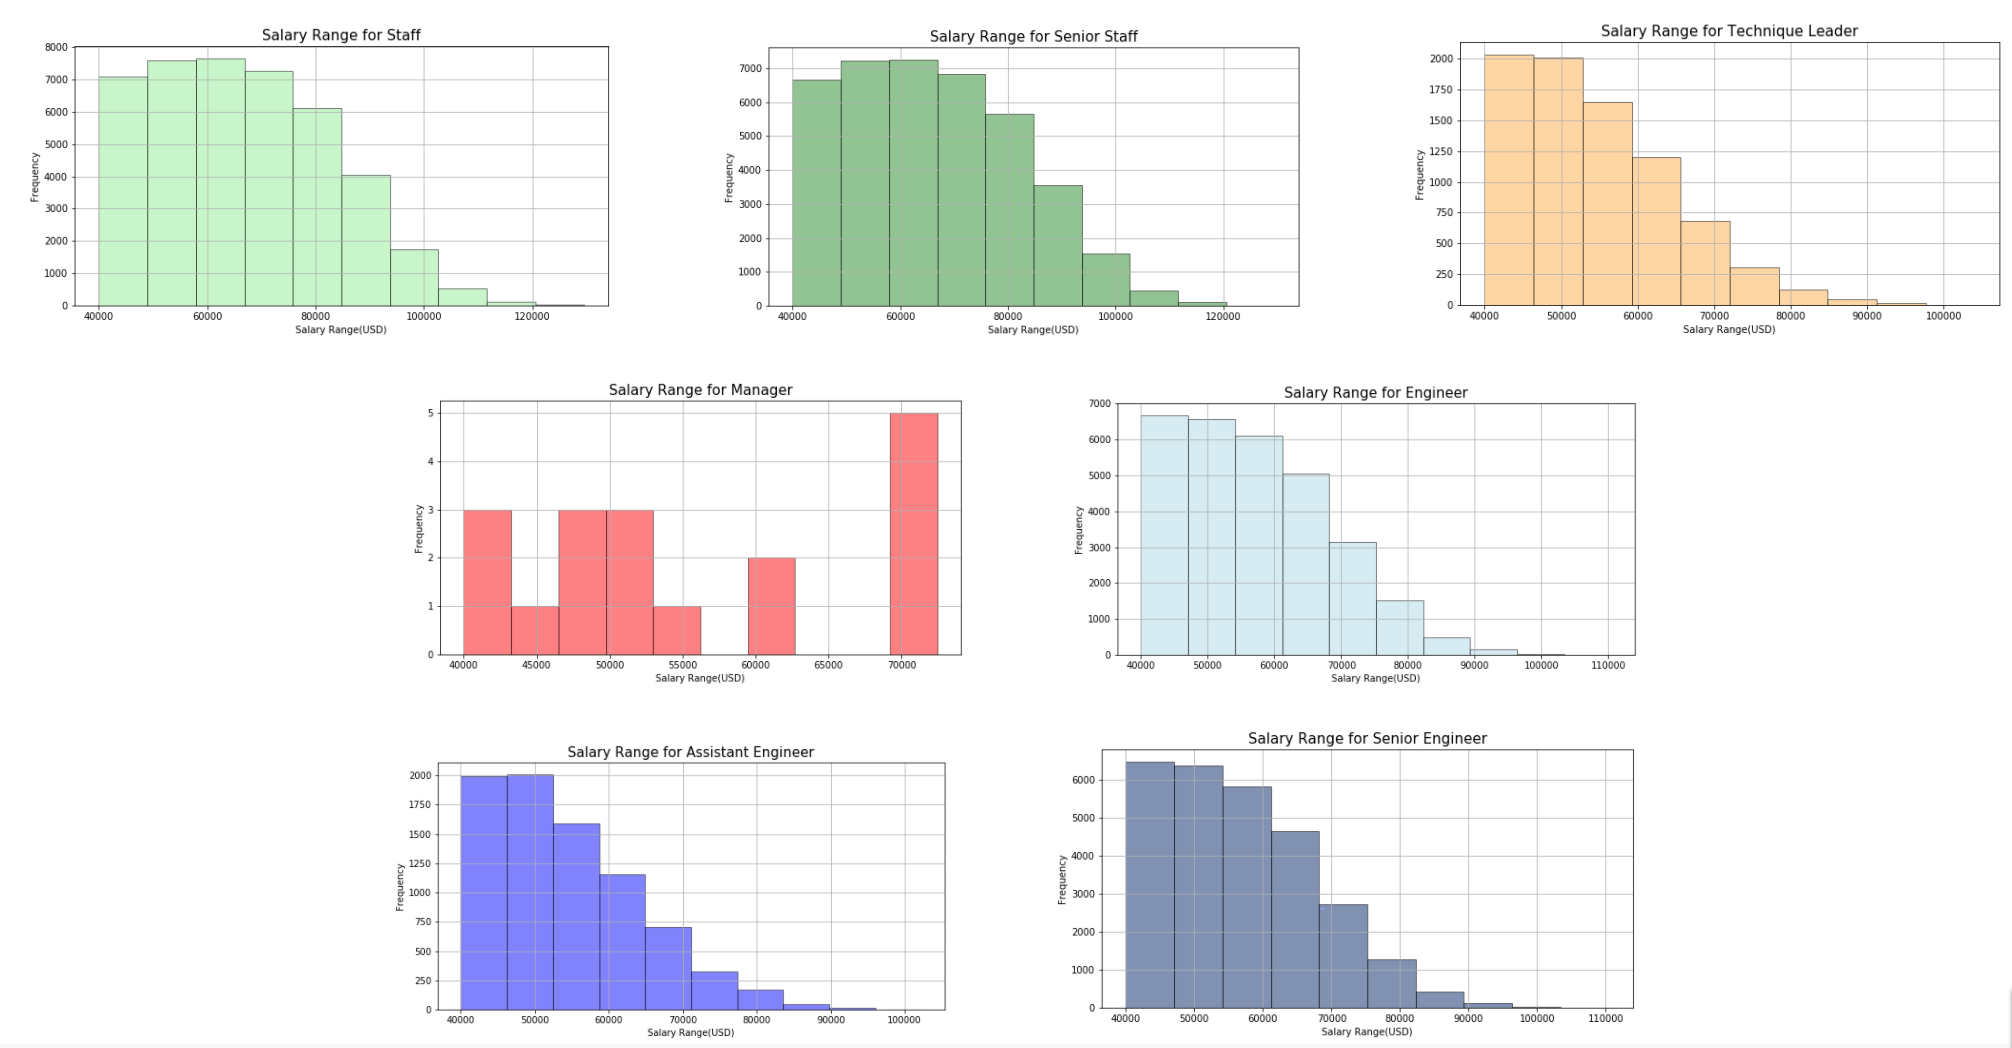 Salary Range for Staff
8000
7000
6000
5000
4000
3000
2000
1000
0
Frequency
40000 60000 80000 100000 120000
Salary Range(USD)
Salary Range for Senior Staff
7000
6000
5000
4000
3000
2000
1000
0
Frequency
40000 60000 80000 100000 120000
Salary Range(USD)
Salary Range for Technique Leader
2000
1750
1500
1250
1000
750
500
250
0
Frequency
40000 50000 60000 70000 80000 90000 100000
Salary Range(USD)
Salary Range for Manager
5
4
3
2
1
0
Frequency
40000 45000 50000 55000 60000 65000 70000
Salary Range(USD)
Salary Range for Engineer
7000
6000
5000
4000
3000
2000
1000
0
Frequency
40000 50000 60000 70000 80000 90000 100000 110000
Salary Range(USD)
Salary Range for Assistant Engineer
2000
1750
1500
1250
1000
750
500
250
0
Frequency
40000 50000 60000 70000 80000 90000 100000
Salary Range(USD)
Salary Range for Senior Engineer
6000
5000
4000
3000
2000
1000
0
Frequency
40000 50000 60000 70000 80000 90000 100000 110000
Salary Range(USD)